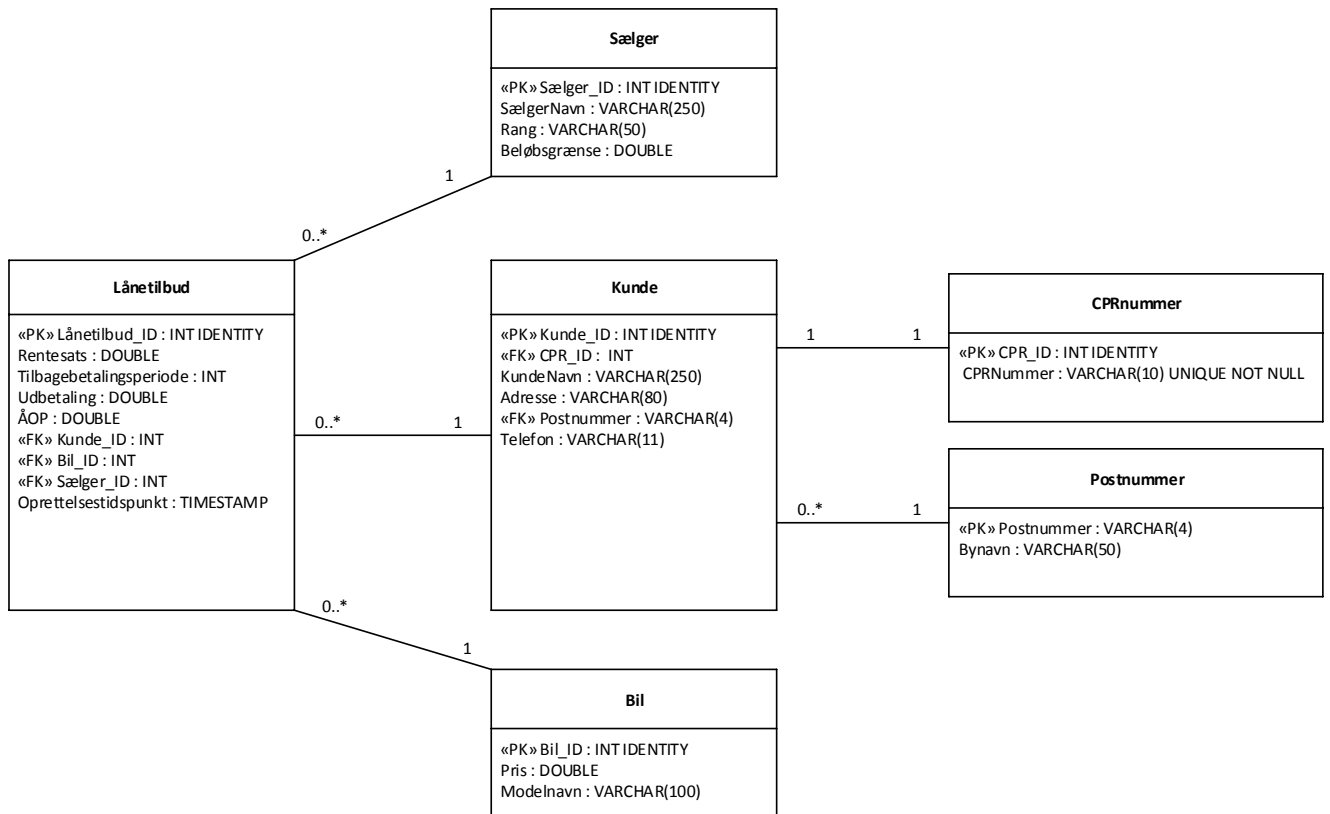 Sælger
«PK» Sælger_ID : INT IDENTITY
SælgerNavn : VARCHAR(250)
Rang : VARCHAR(50)
Beløbsgrænse : DOUBLE
1
0..*
Lånetilbud
«PK» Lånetilbud_ID : INT IDENTITY
Rentesats : DOUBLE
Tilbagebetalingsperiode : INT
Udbetaling : DOUBLE
ÅOP : DOUBLE
«FK» Kunde_ID : INT
«FK» Bil_ID : INT
«FK» Sælger_ID : INT
Oprettelsestidspunkt : TIMESTAMP
0..*
1
Kunde
«PK» Kunde_ID : INT IDENTITY
«FK» CPR_ID : INT
KundeNavn : VARCHAR(250)
Adresse : VARCHAR(80)
«FK» Postnummer : VARCHAR(4)
Telefon : VARCHAR(11)
1
1
CPRnummer
«PK» CPR_ID : INT IDENTITY
CPRNummer : VARCHAR(10) UNIQUE NOT NULL
0..*
1
Postnummer
«PK» Postnummer : VARCHAR(4)
Bynavn : VARCHAR(50)
0..*
1
Bil
«PK» Bil_ID : INT IDENTITY
Pris : DOUBLE
Modelnavn : VARCHAR(100)